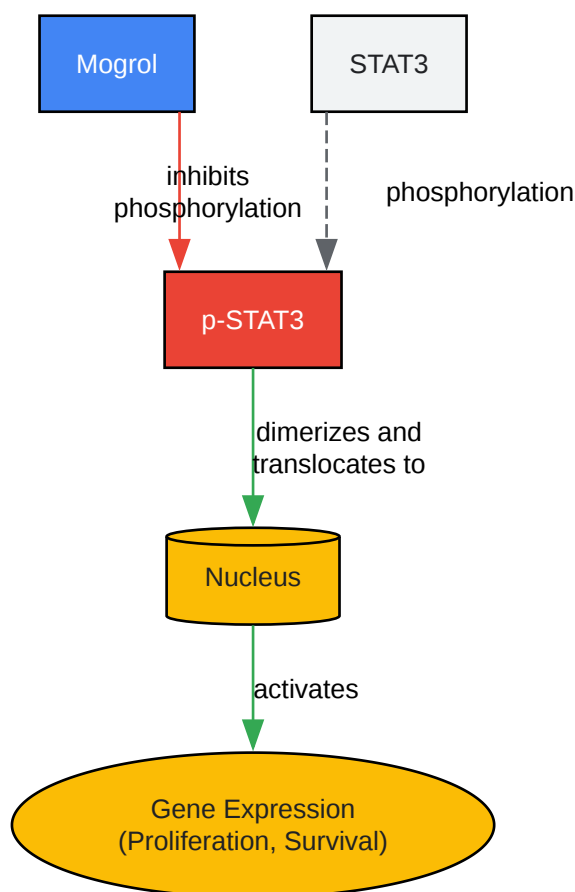 Mogrol
STAT3
inhibits
phosphorylation
phosphorylation
p-STAT3
dimerizes and
translocates to
Nucleus
activates
Gene Expression
(Proliferation, Survival)